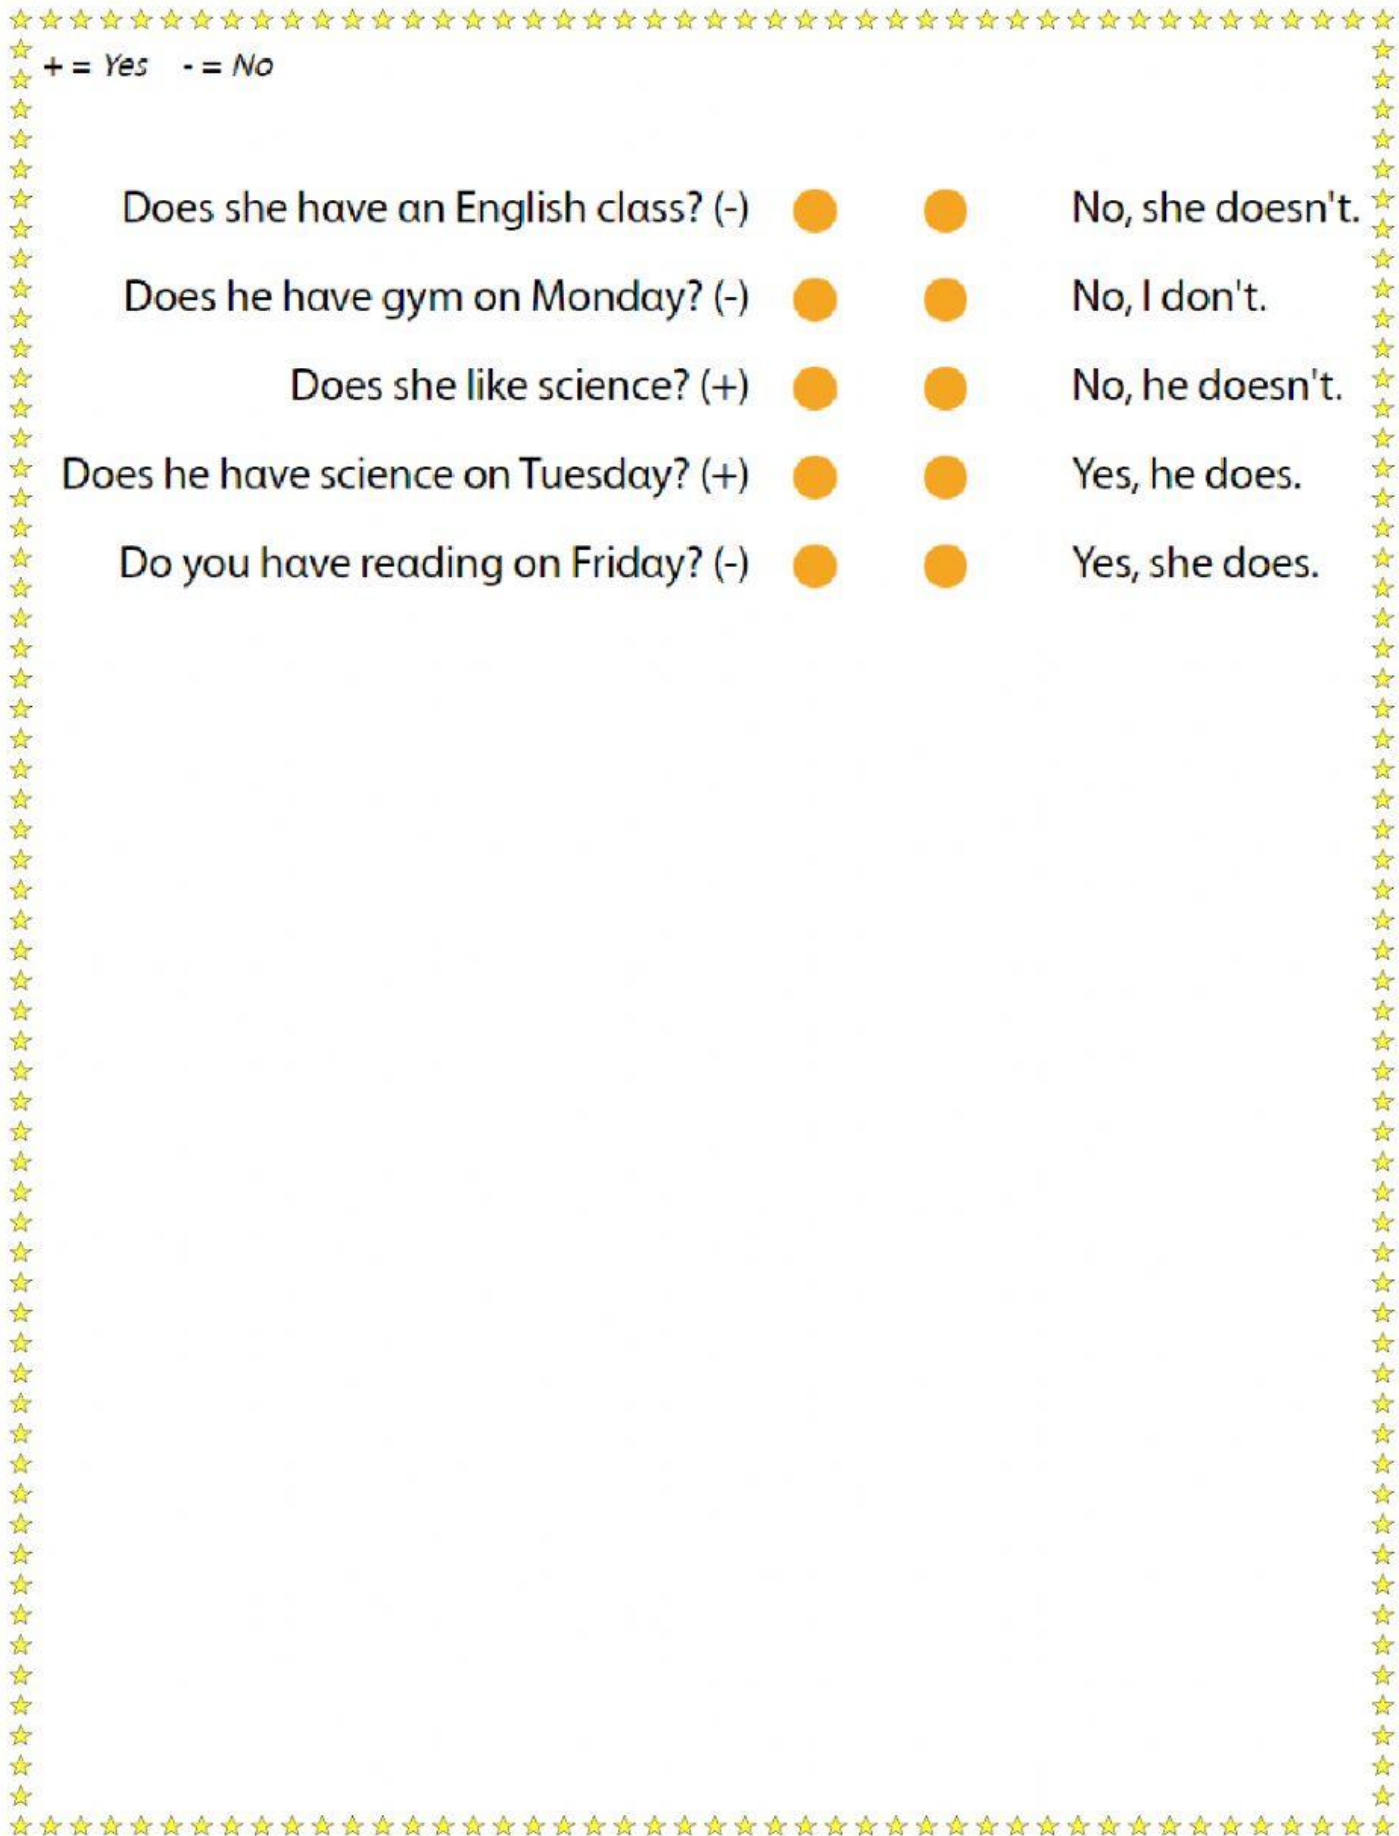 + = Yes - = No
Does she have an English class? (-) No, she doesn't.
Does he have gym on Monday? (-) No, I don't.
Does she like science? (+) No, he doesn't.
Does he have science on Tuesday? (+) Yes, he does.
Do you have reading on Friday? (-) Yes, she does.